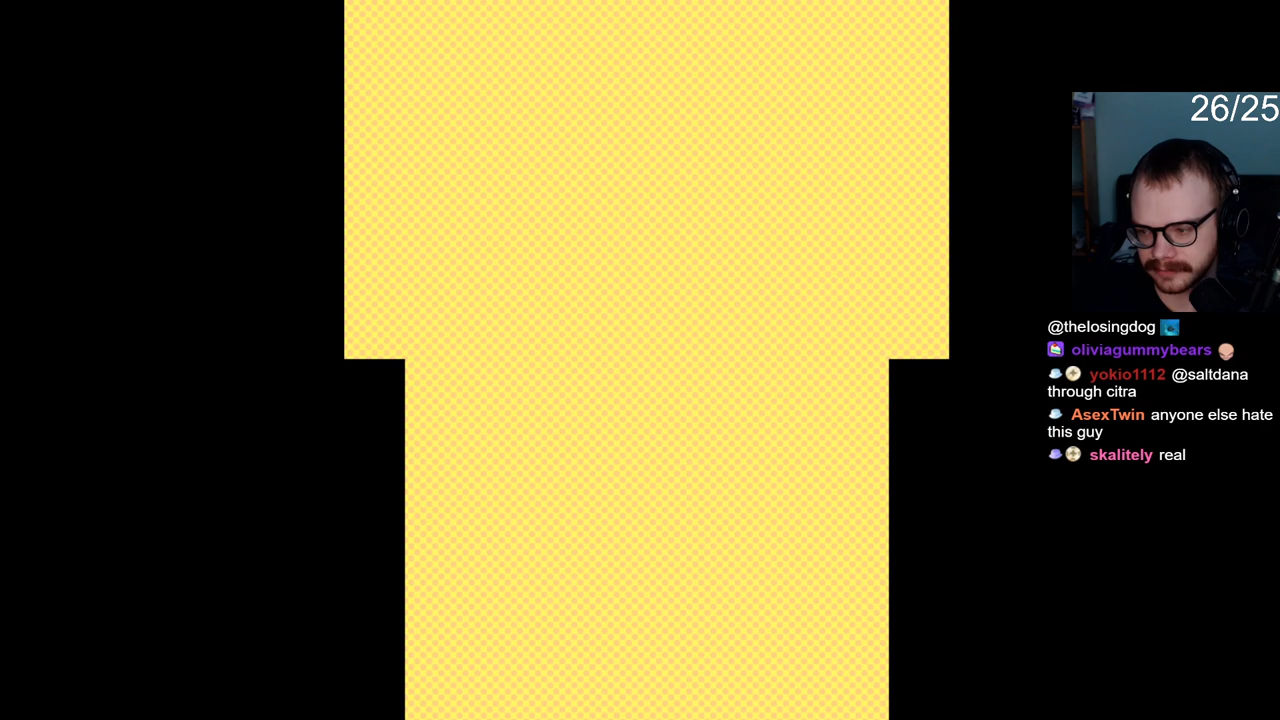 26/25
@thelosingdog
oliviagummybears
yokio1112 @saltdana
through citra
AsexTwin anyone else hate
this guy
skalitely real